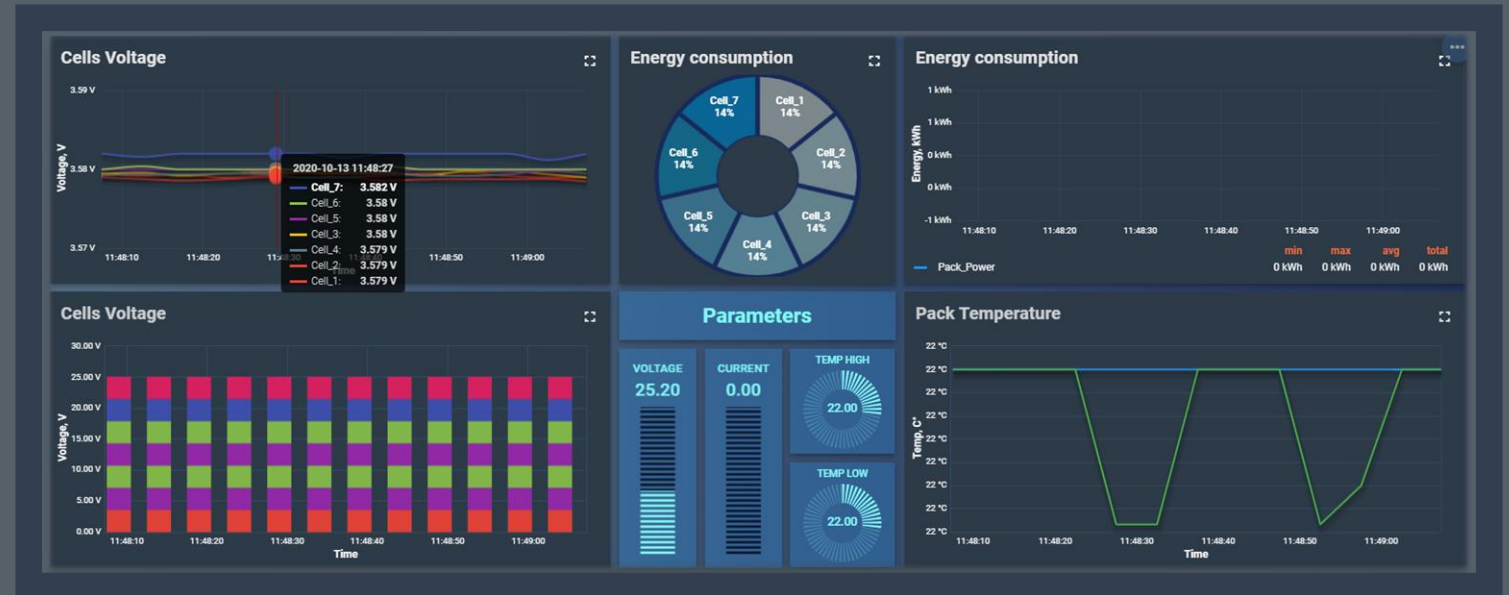 Cells Voltage
3.59 V
3.58 V
3.57 V
Voltage, V
11:48:10
11:48:20
11:48:50
11:49:00
Time
2020-10-13 11:48:27
Cell_7: 3.582 V
Cell_6: 3.58 V
Cell_5: 3.58 V
Cell_3: 3.58 V
Cell_4: 3.579 V
Cell_2: 3.579 V
Cell_1: 3.579 V
Energy consumption
Cell_7
14%
Cell_1
14%
Cell_6
14%
Cell_2
14%
Cell_5
14%
Cell_3
14%
Cell_4
14%
Energy consumption
1 kWh
1 kWh
0 kWh
0 kWh
-1 kWh
Energy, kWh
11:48:10
11:48:20
11:48:30
11:48:40
11:48:50
11:49:00
min max avg total
Pack_Power 0 kWh 0 kWh 0 kWh 0 kWh
Cells Voltage
30.00 V
25.00 V
20.00 V
15.00 V
10.00 V
5.00 V
0.00 V
Voltage, V
11:48:10
11:48:20
11:48:30
11:48:40
11:48:50
11:49:00
Time
Parameters
VOLTAGE
25.20
CURRENT
0.00
TEMP HIGH
22.00
TEMP LOW
22.00
Pack Temperature
22 °C
22 °C
22 °C
22 °C
22 °C
22 °C
22 °C
22 °C
22 °C
Temp, C°
11:48:10
11:48:20
11:48:30
11:48:40
11:48:50
11:49:00
Time